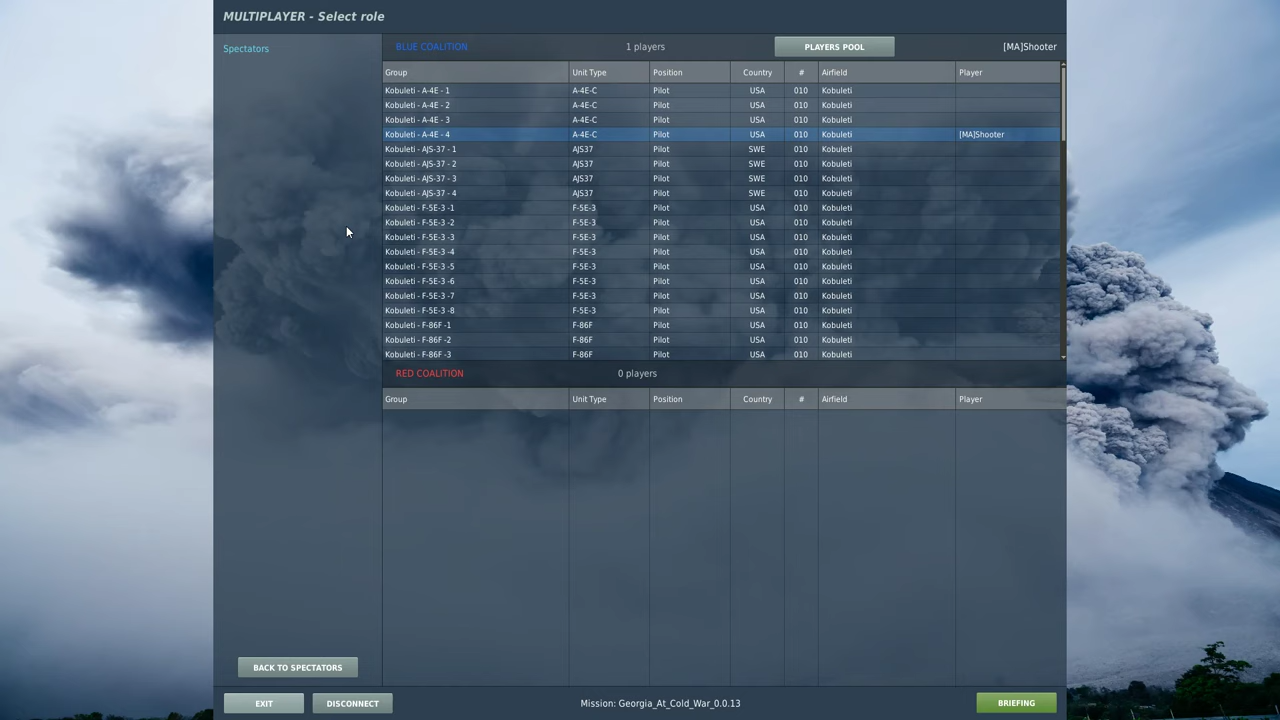 MULTIPLAYER - Select role
Spectators
BLUE COALITION 1 players PLAYERS POOL [MA]Shooter
Group Unit Type Position Country # Airfield Player
Kobuleti - A-4E - 1 A-4E-C Pilot USA 010 Kobuleti
Kobuleti - A-4E - 2 A-4E-C Pilot USA 010 Kobuleti
Kobuleti - A-4E - 3 A-4E-C Pilot USA 010 Kobuleti
Kobuleti - A-4E - 4 A-4E-C Pilot USA 010 Kobuleti [MA]Shooter
Kobuleti - AJS-37 - 1 AJS37 Pilot SWE 010 Kobuleti
Kobuleti - AJS-37 - 2 AJS37 Pilot SWE 010 Kobuleti
Kobuleti - AJS-37 - 3 AJS37 Pilot SWE 010 Kobuleti
Kobuleti - AJS-37 - 4 AJS37 Pilot SWE 010 Kobuleti
Kobuleti - F-5E-3 -1 F-5E-3 Pilot USA 010 Kobuleti
Kobuleti - F-5E-3 -2 F-5E-3 Pilot USA 010 Kobuleti
Kobuleti - F-5E-3 -3 F-5E-3 Pilot USA 010 Kobuleti
Kobuleti - F-5E-3 -4 F-5E-3 Pilot USA 010 Kobuleti
Kobuleti - F-5E-3 -5 F-5E-3 Pilot USA 010 Kobuleti
Kobuleti - F-5E-3 -6 F-5E-3 Pilot USA 010 Kobuleti
Kobuleti - F-5E-3 -7 F-5E-3 Pilot USA 010 Kobuleti
Kobuleti - F-5E-3 -8 F-5E-3 Pilot USA 010 Kobuleti
Kobuleti - F-86F -1 F-86F Pilot USA 010 Kobuleti
Kobuleti - F-86F -2 F-86F Pilot USA 010 Kobuleti
Kobuleti - F-86F -3 F-86F Pilot USA 010 Kobuleti
RED COALITION 0 players
Group Unit Type Position Country # Airfield Player
BACK TO SPECTATORS
EXIT DISCONNECT Mission: Georgia_At_Cold_War_0.0.13 BRIEFING